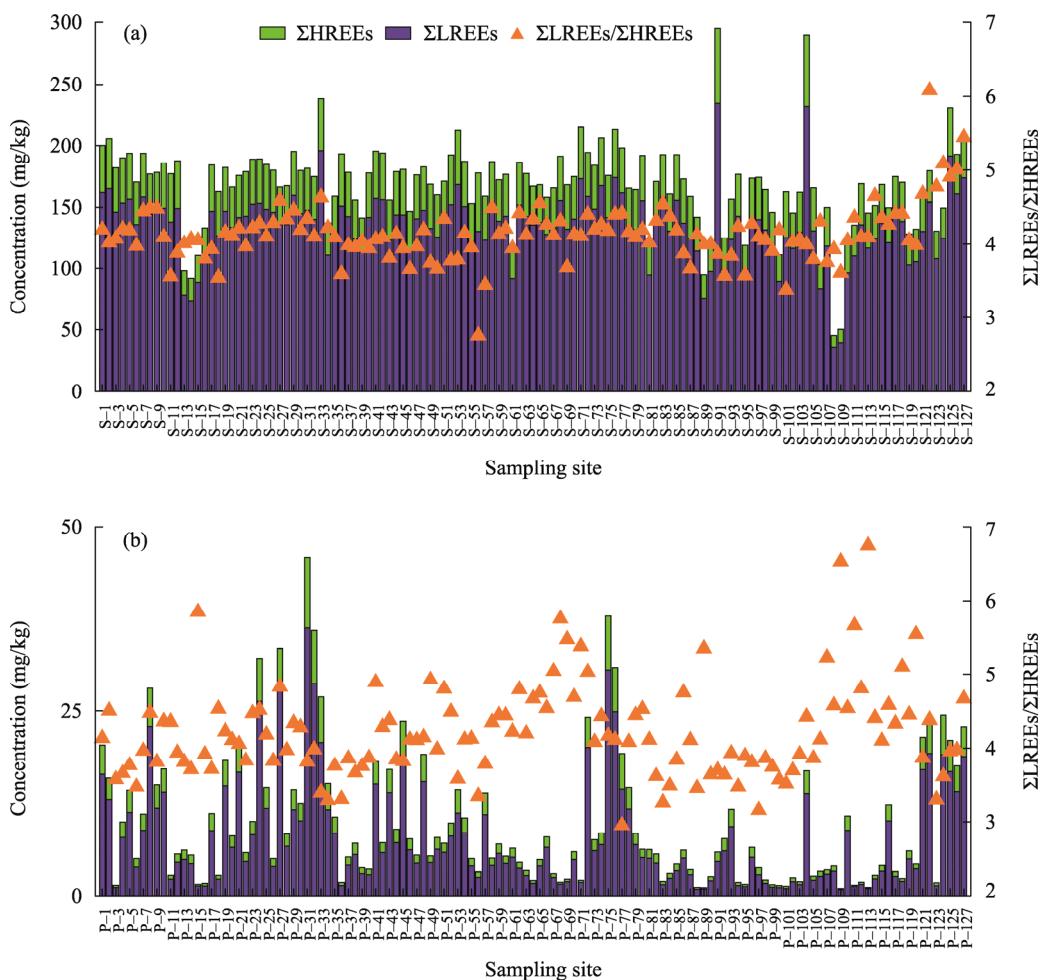 (a)
ΣHREEs ΣLREEs ΣLREEs/ΣHREEs
Concentration (mg/kg)
300
250
200
150
100
50
0
7
6
5
4
3
2
ΣLREEs/ΣHREEs
S–1 S–3 S–5 S–7 S–9 S–11 S–13 S–15 S–17 S–19 S–21 S–23 S–25 S–27 S–29 S–31 S–33 S–35 S–37 S–39 S–41 S–43 S–45 S–47 S–49 S–51 S–53 S–55 S–57 S–59 S–61 S–63 S–65 S–67 S–69 S–71 S–73 S–75 S–77 S–79 S–81 S–83 S–85 S–87 S–89 S–91 S–93 S–95 S–97 S–99 S–101 S–103 S–105 S–107 S–109 S–111 S–113 S–115 S–117 S–119 S–121 S–123 S–125 S–127
Sampling site
(b)
Concentration (mg/kg)
50
25
0
7
6
5
4
3
2
ΣLREEs/ΣHREEs
P–1 P–3 P–5 P–7 P–9 P–11 P–13 P–15 P–17 P–19 P–21 P–23 P–25 P–27 P–29 P–31 P–33 P–35 P–37 P–39 P–41 P–43 P–45 P–47 P–49 P–51 P–53 P–55 P–57 P–59 P–61 P–63 P–65 P–67 P–69 P–71 P–73 P–75 P–77 P–79 P–81 P–83 P–85 P–87 P–89 P–91 P–93 P–95 P–97 P–99 P–101 P–103 P–105 P–107 P–109 P–111 P–113 P–115 P–117 P–119 P–121 P–123 P–125 P–127
Sampling site